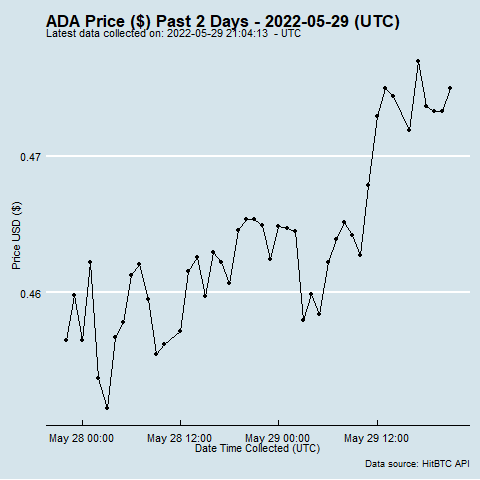 ADA Price ($) Past 2 Days - 2022-05-29 (UTC)
Latest data collected on: 2022-05-29 21:04:13 - UTC
0.47
Price USD ($)
0.46
May 28 00:00 May 28 12:00 May 29 00:00 May 29 12:00
Date Time Collected (UTC)
Data source: HitBTC API